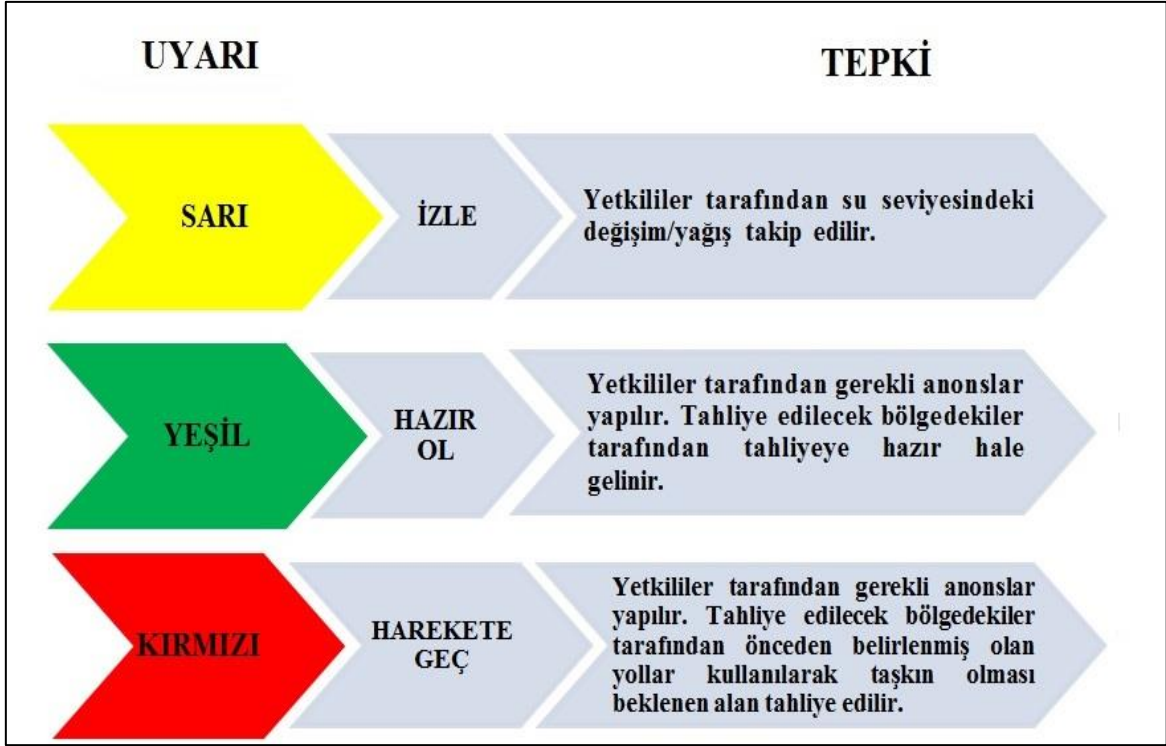 UYARI
TEPKİ
SARI
İZLE
Yetkililer tarafından su seviyesindeki
değişim/yağış takip edilir.
YEŞİL
HAZIR
OL
Yetkililer tarafından gerekli anonslar
yapılır. Tahliye edilecek bölgedekiler
tarafından tahliyeye hazır hale
gelinir.
KIRMIZI
HAREKETE
GEÇ
Yetkililer tarafından gerekli anonslar
yapılır. Tahliye edilecek bölgedekiler
tarafından önceden belirlenmiş olan
yollar kullanılarak taşkın olması
beklenen alan tahliye edilir.